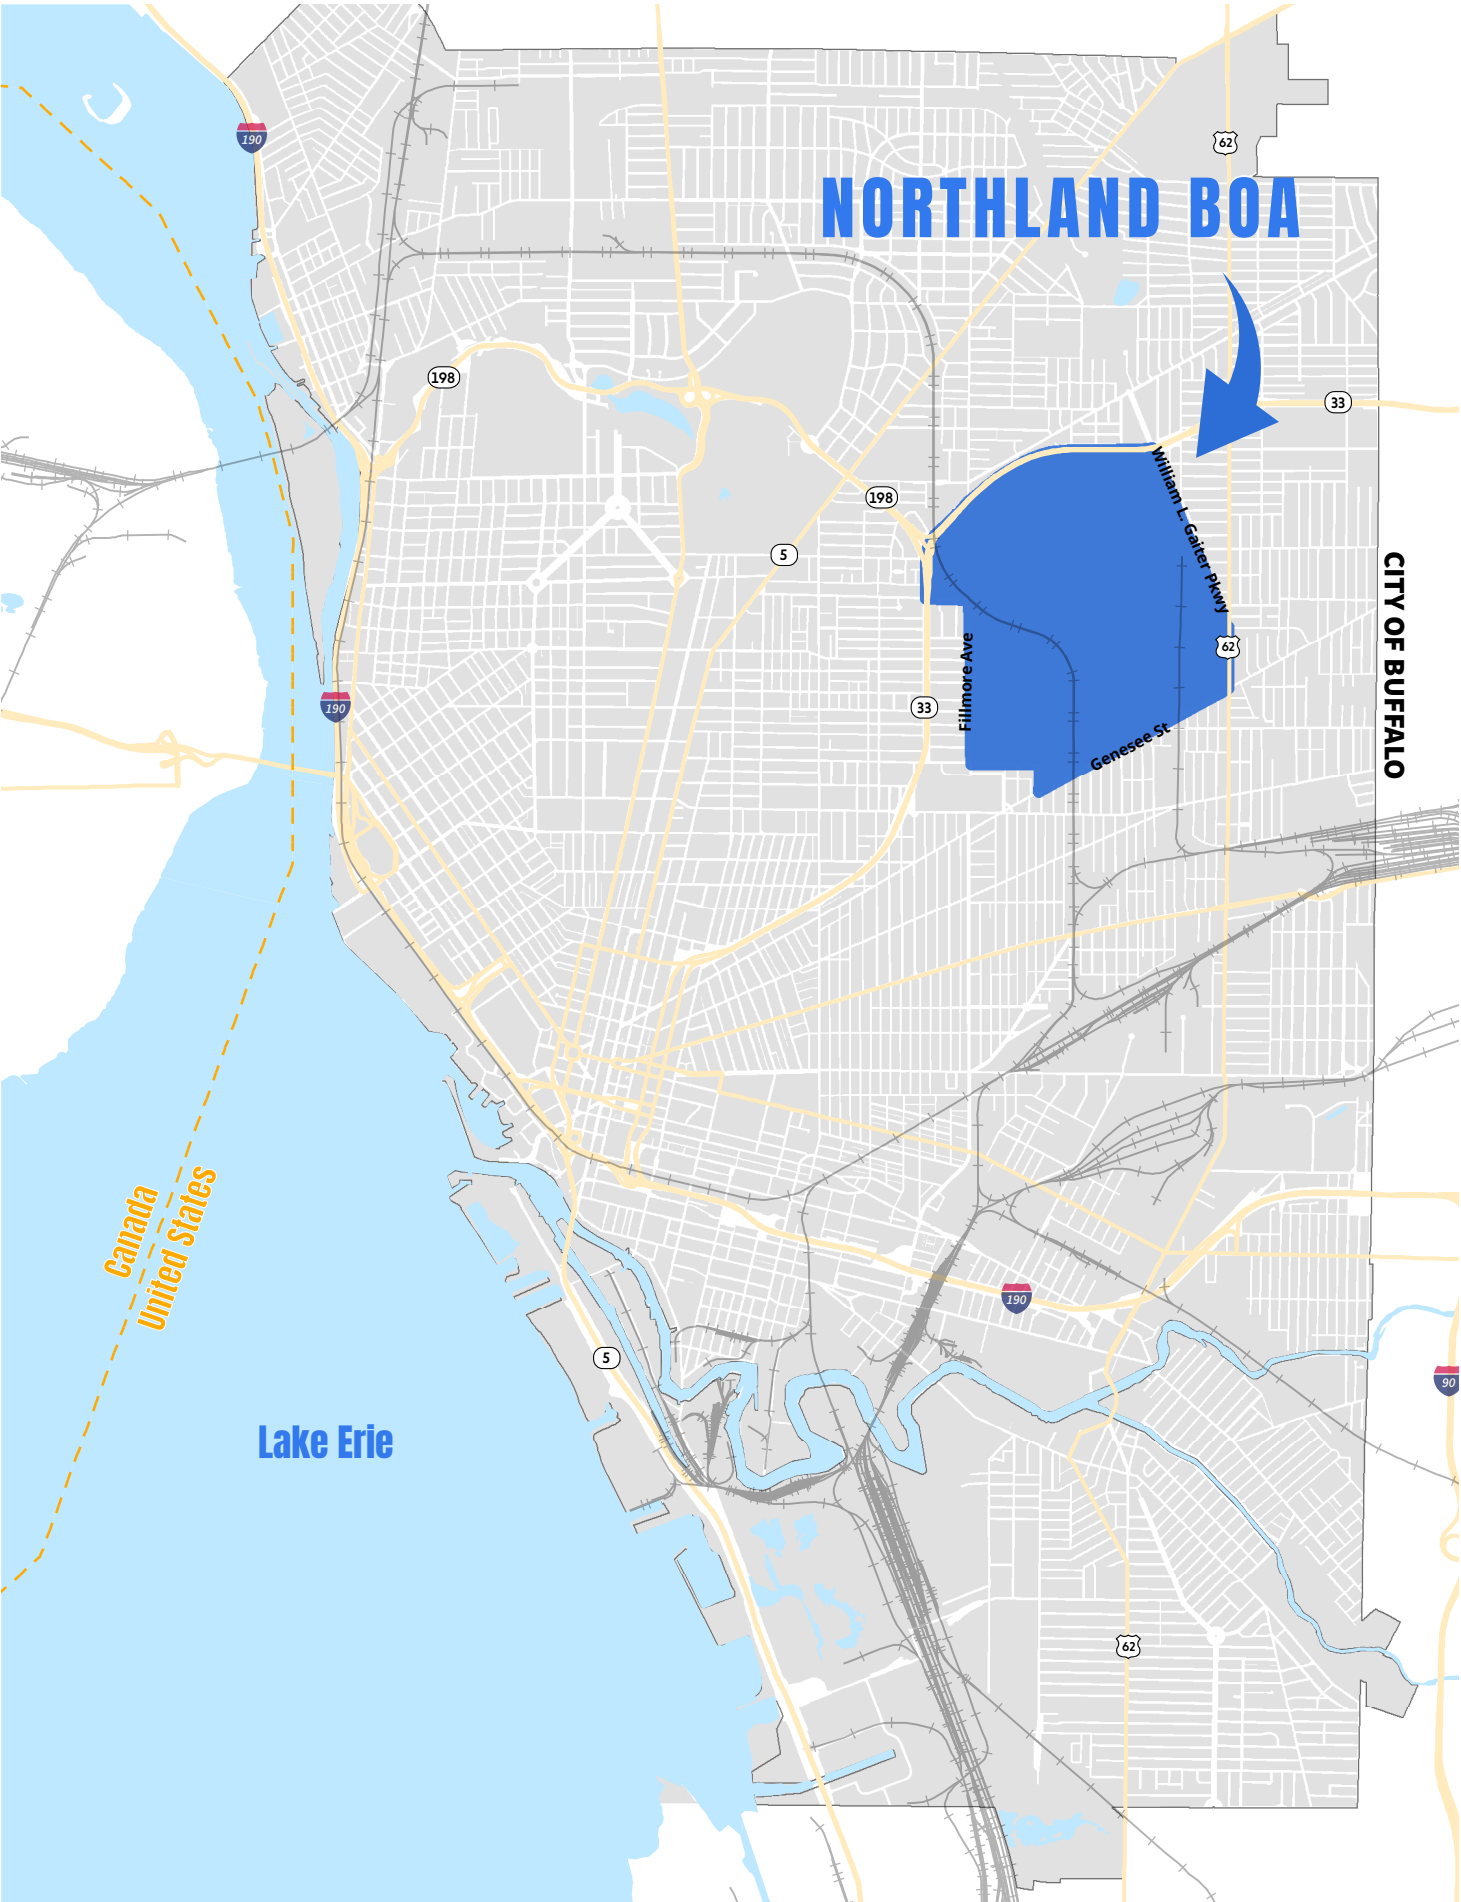 190
62
NORTHLAND BOA
198
33
William L. Gaiter Pkwy
198
5
CITY OF BUFFALO
Fillmore Ave
62
190
33
Genesee St
Canada
United States
190
5
90
Lake Erie
62